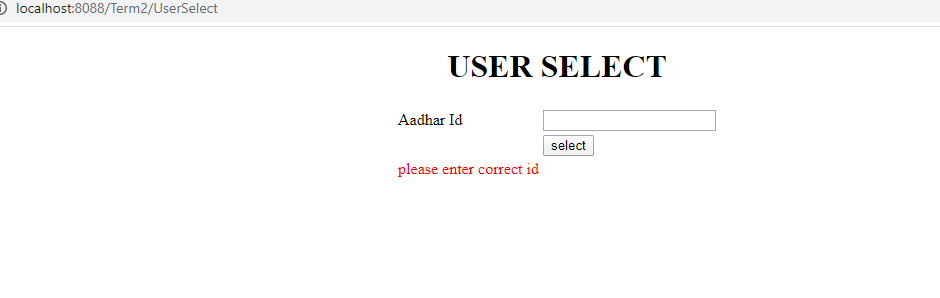 localhost:8088/Term2/UserSelect
USER SELECT
Aadhar Id
select
please enter correct id